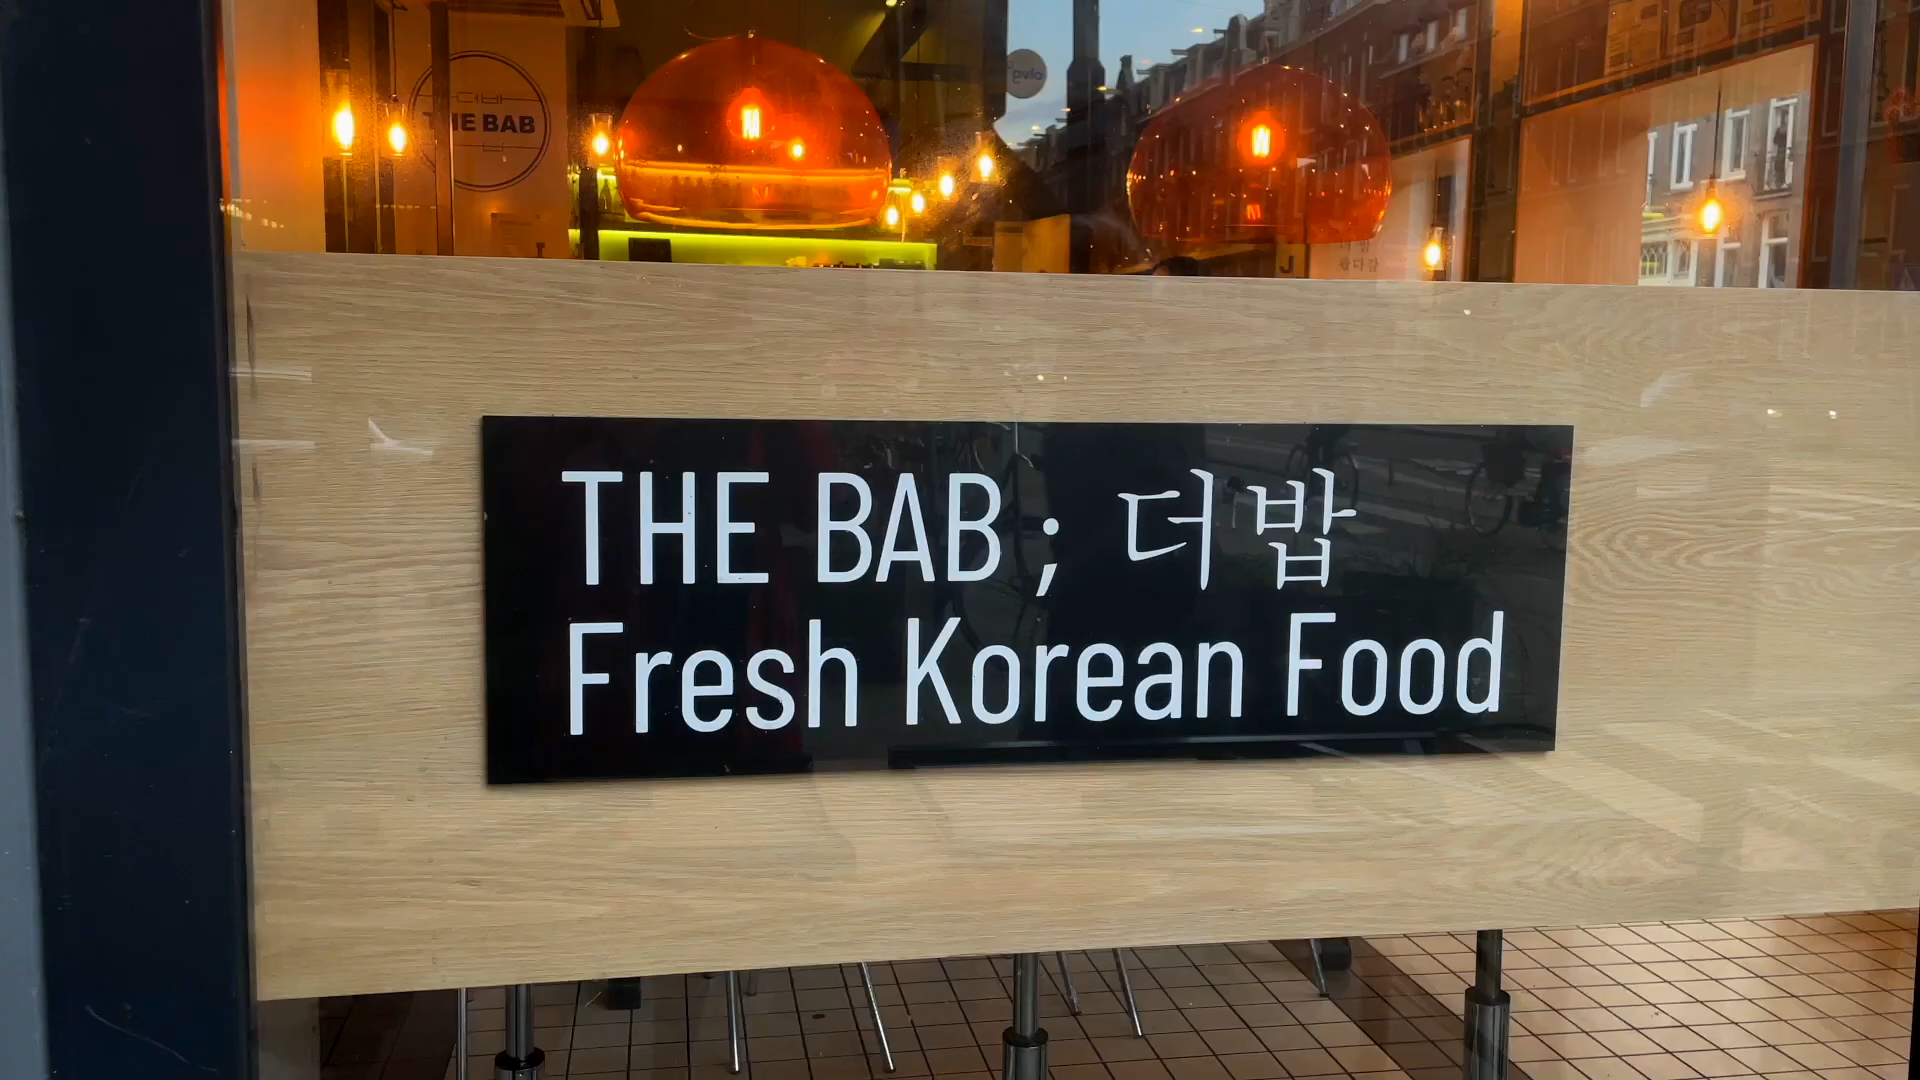 THE BAB
THE BAB ; 더밥
Fresh Korean Food